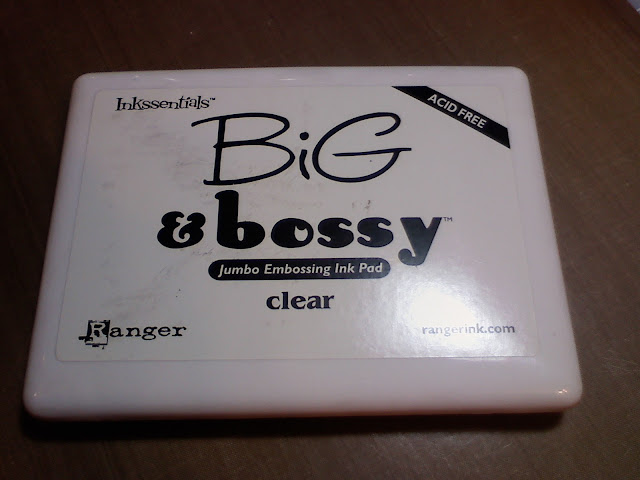 Inkssentials™
ACID FREE
BiG
& bossy™
Jumbo Embossing Ink Pad
clear
Ranger
rangerink.com